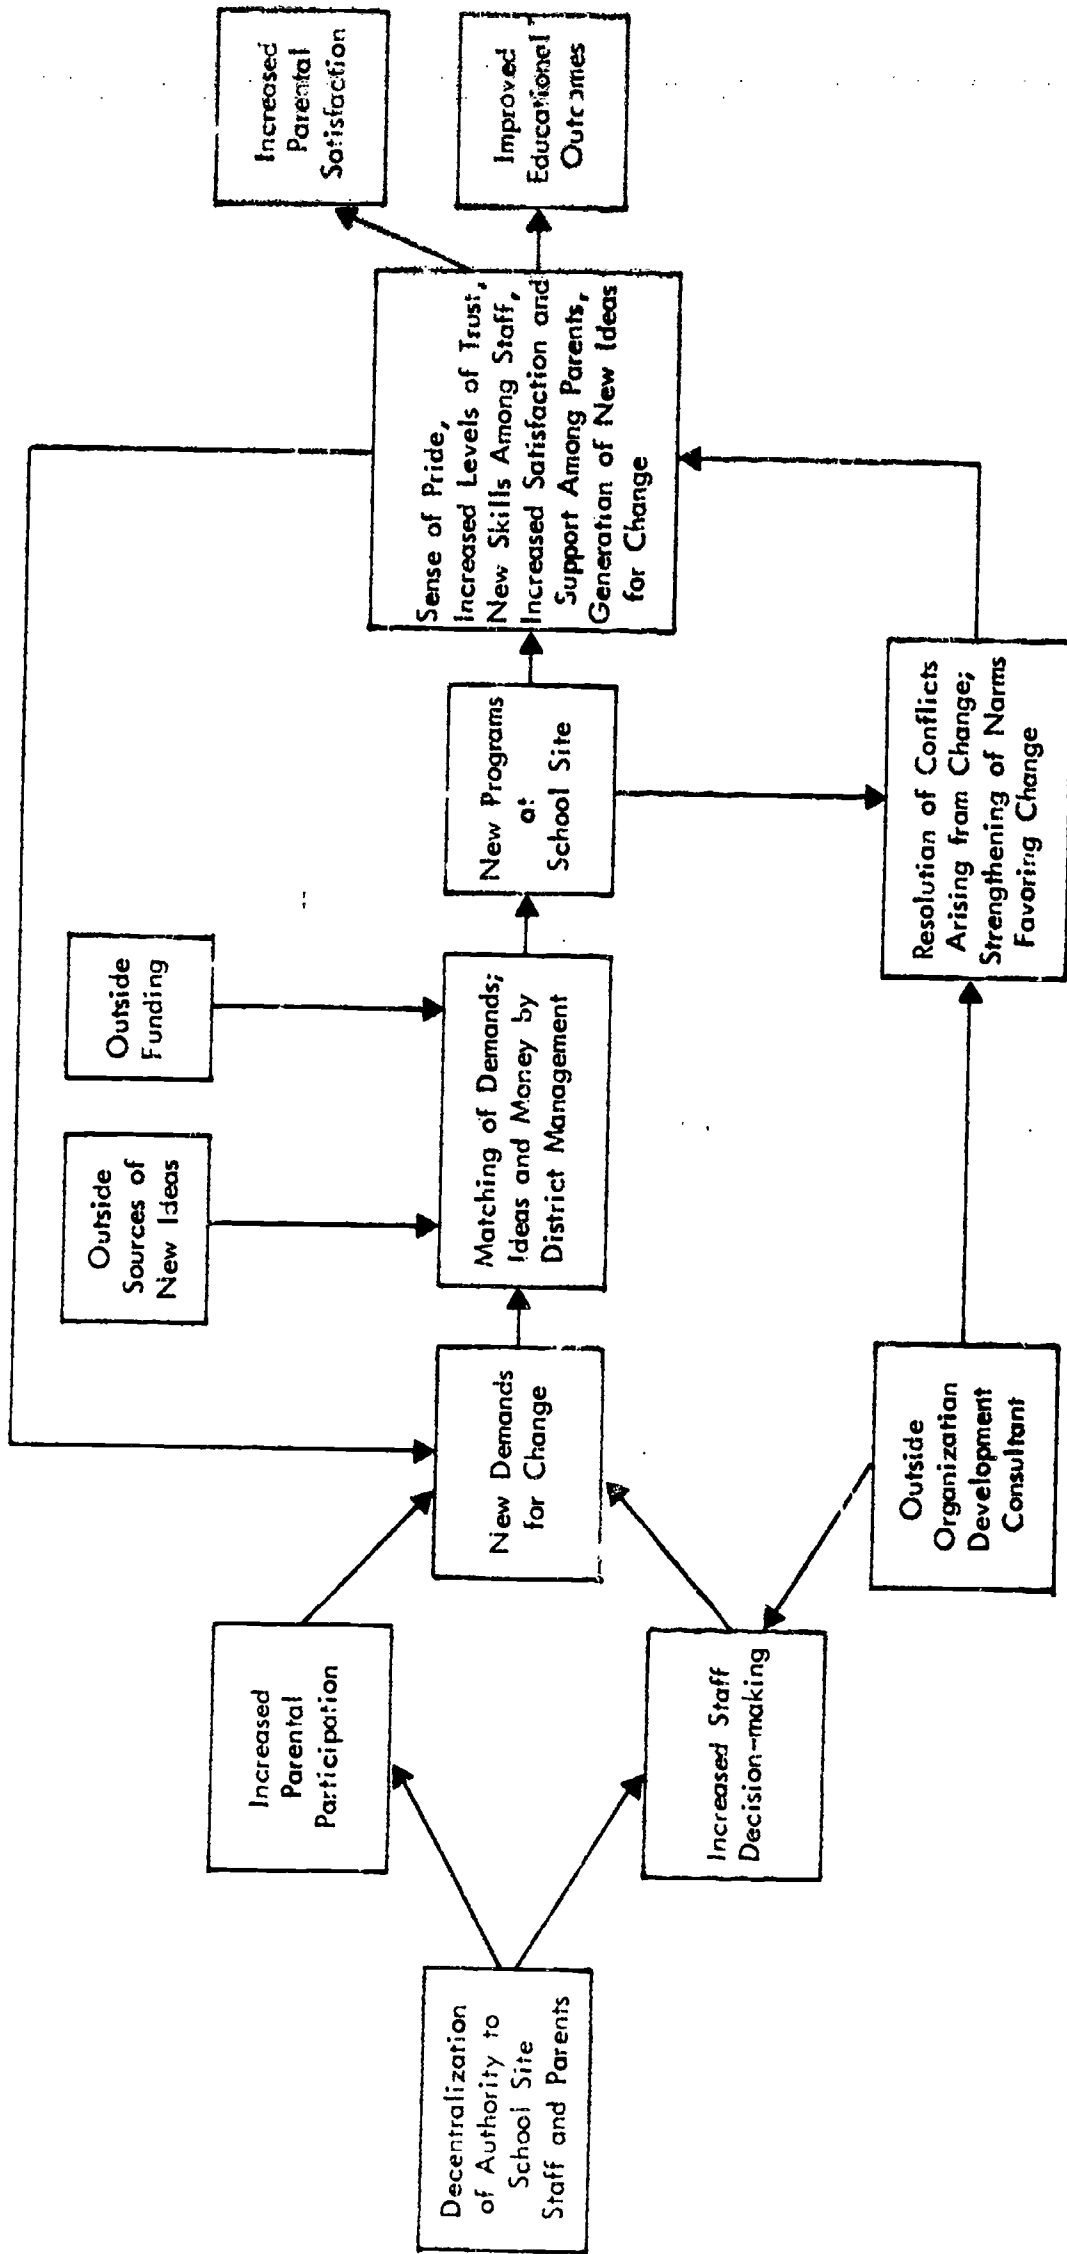 Decentralization
of Authority to
School Site
Staff and Parents
Increased
Parental
Participation
Increased Staff
Decision-making
New Demands
for Change
Outside
Organization
Development
Consultant
Outside
Sources of
New Ideas
Outside
Funding
Matching of Demands;
Ideas and Money by
District Management
New Programs
at
School Site
Resolution of Conflicts
Arising from Change;
Strengthening of Norms
Favoring Change
Sense of Pride,
Increased Levels of Trust,
New Skills Among Staff,
Increased Satisfaction and
Support Among Parents,
Generation of New Ideas
for Change
Increased
Parental
Satisfaction
Improved
Educational
Outcomes